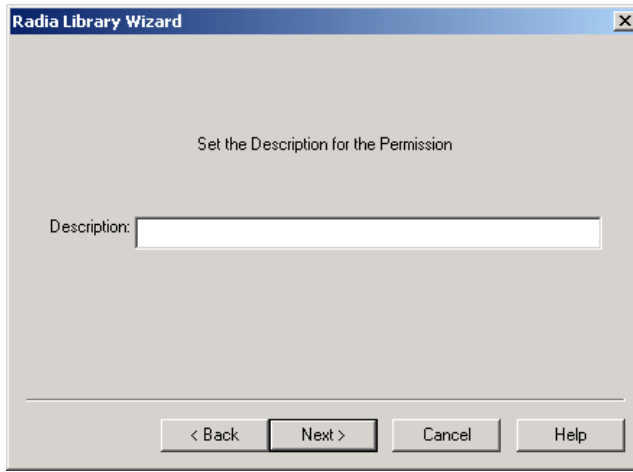 Radia Library Wizard
Set the Description for the Permission
Description:
< Back Next > Cancel Help